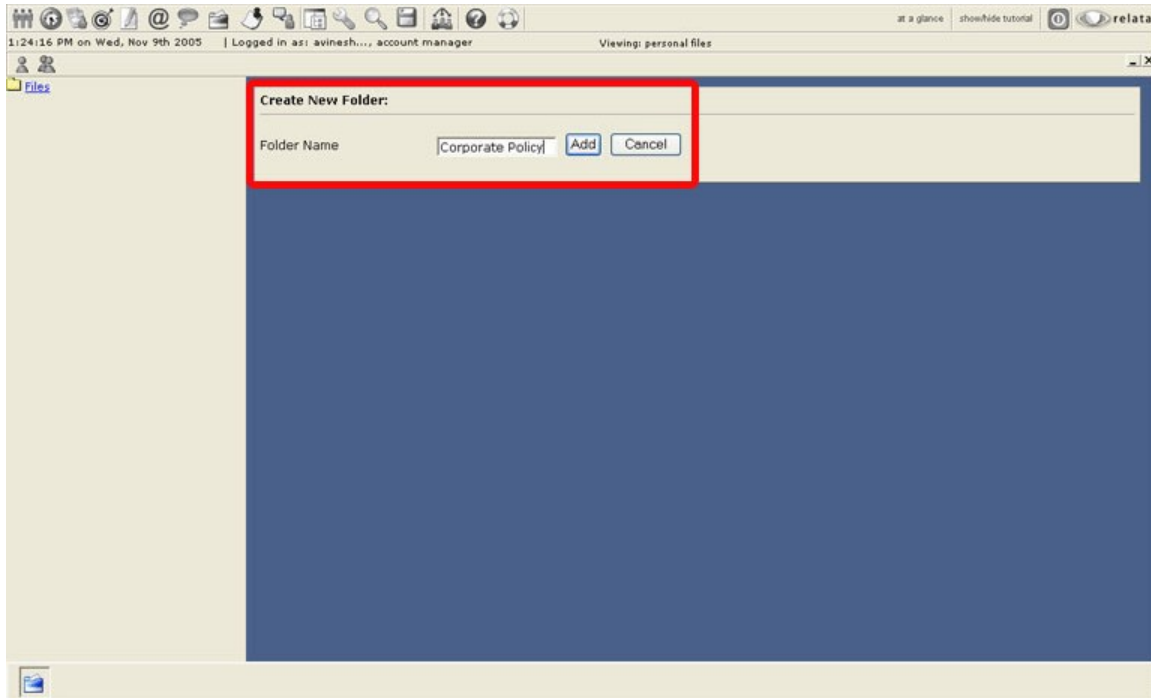 at a glance show/hide tutorial relata
1:24:16 PM on Wed, Nov 9th 2005 | Logged in as: avinesh..., account manager Viewing: personal files
Files
Create New Folder:
Folder Name Corporate Policy Add Cancel